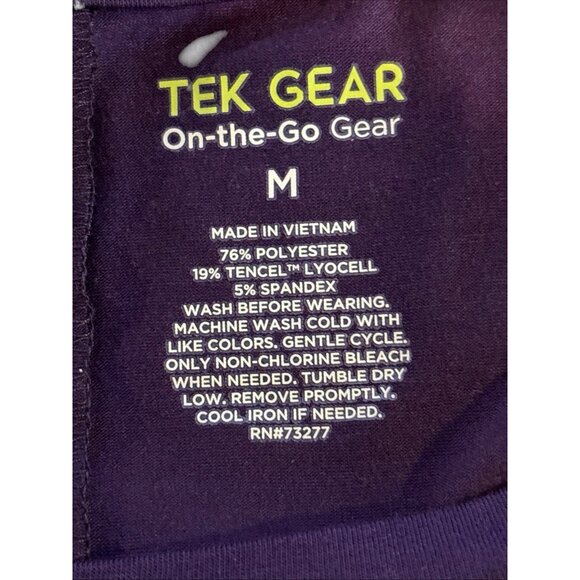 TEK GEAR
On-the-Go Gear
M
MADE IN VIETNAM
76% POLYESTER
19% TENCEL™ LYOCELL
5% SPANDEX
WASH BEFORE WEARING.
MACHINE WASH COLD WITH
LIKE COLORS. GENTLE CYCLE.
ONLY NON-CHLORINE BLEACH
WHEN NEEDED. TUMBLE DRY
LOW. REMOVE PROMPTLY.
COOL IRON IF NEEDED.
RN#73277